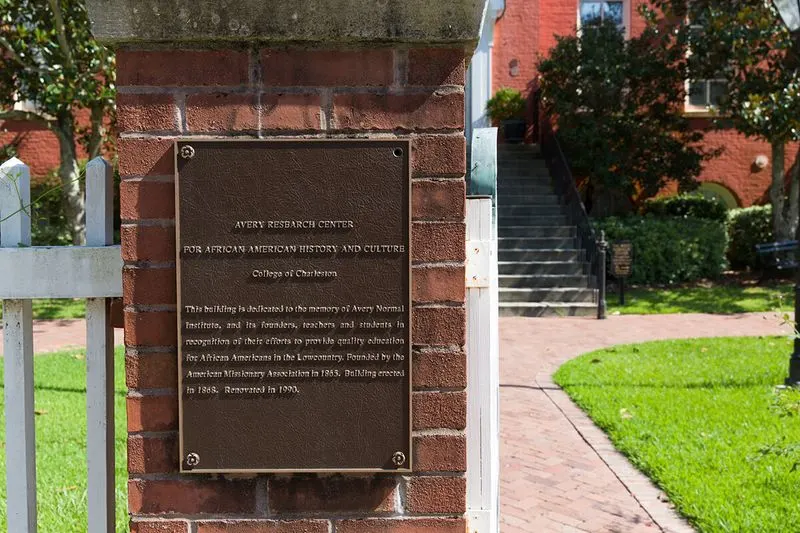 AVERY RESEARCH CENTER
FOR AFRICAN-AMERICAN HISTORY AND CULTURE
College of Charleston
This building is dedicated to the memory of Avery Normal
Institute, and its founders, teachers and students in
recognition of their efforts to provide quality education
for African Americans in the Lowcountry. Founded by the
American Missionary Association in 1865. Building erected
in 1868. Renovated in 1990.